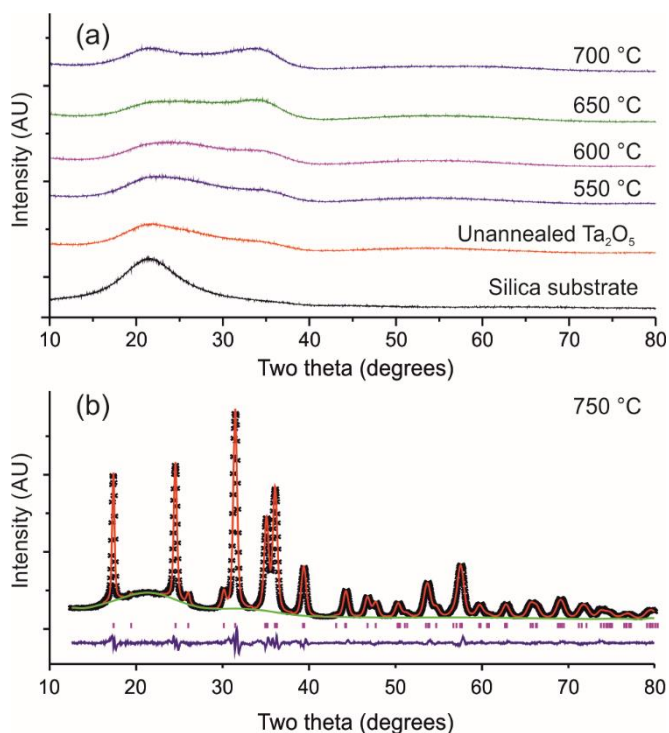 (a)
700 °C
650 °C
600 °C
550 °C
Unannealed Ta₂O₅
Silica substrate
Intensity (AU)
10 20 30 40 50 60 70 80
Two theta (degrees)
(b)
750 °C
Intensity (AU)
10 20 30 40 50 60 70 80
Two theta (degrees)